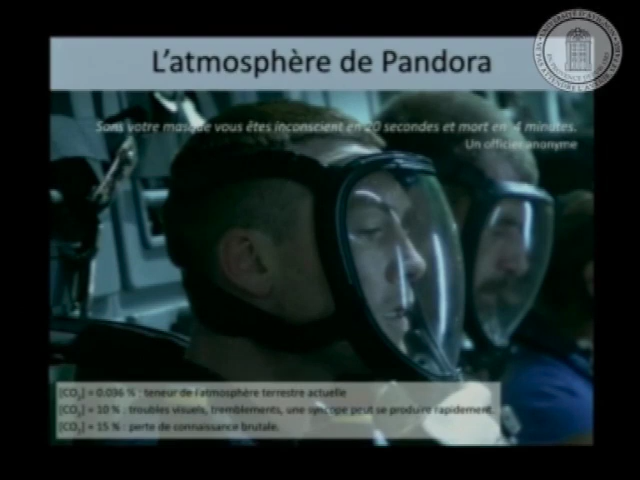 L'atmosphère de Pandora
Sans votre masque vous êtes inconscient en 20 secondes et mort en 4 minutes.
Un officier anonyme
[CO2] = 0.036 % : teneur de l'atmosphère terrestre actuelle
[CO2] = 10 % : troubles visuels, tremblements, une syncope peut se produire rapidement.
[CO2] = 15 % : perte de connaissance brutale.